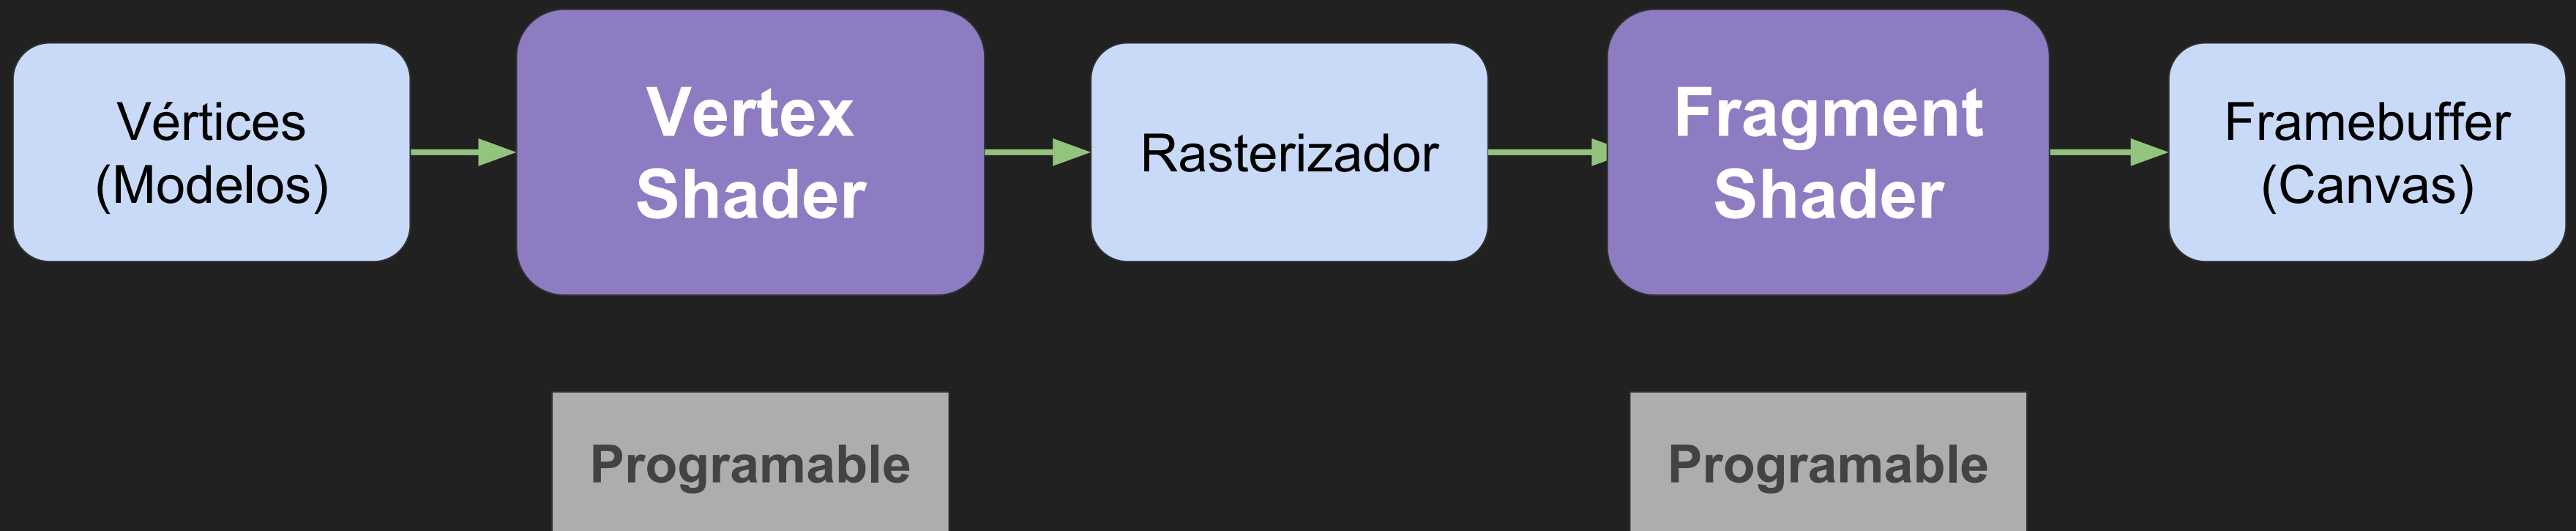 Vértices
(Modelos)
Vertex
Shader
Rasterizador
Fragment
Shader
Framebuffer
(Canvas)
Programable
Programable